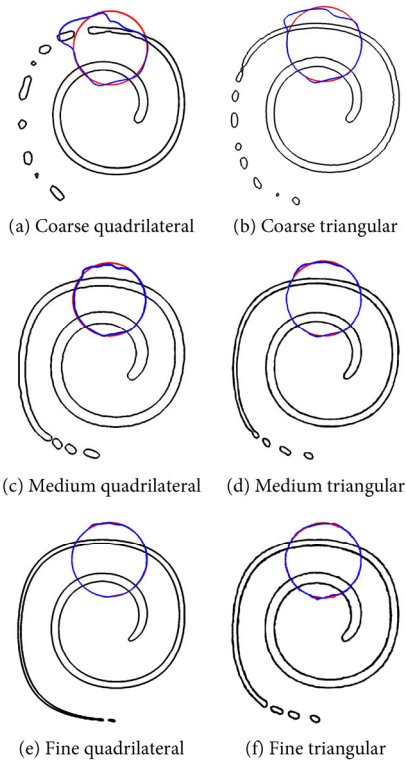 (a) Coarse quadrilateral
(b) Coarse triangular
(c) Medium quadrilateral
(d) Medium triangular
(e) Fine quadrilateral
(f) Fine triangular